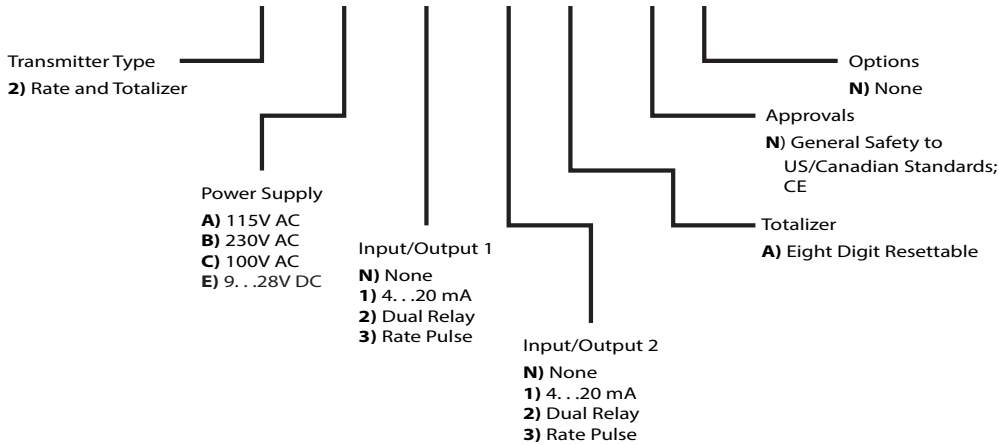 Transmitter Type
2) Rate and Totalizer
Options
N) None
Approvals
N) General Safety to
US/Canadian Standards;
CE
Power Supply
A) 115V AC
B) 230V AC
C) 100V AC
E) 9. . .28V DC
Input/Output 1
N) None
1) 4. . .20 mA
2) Dual Relay
3) Rate Pulse
Totalizer
A) Eight Digit Resettable
Input/Output 2
N) None
1) 4. . .20 mA
2) Dual Relay
3) Rate Pulse